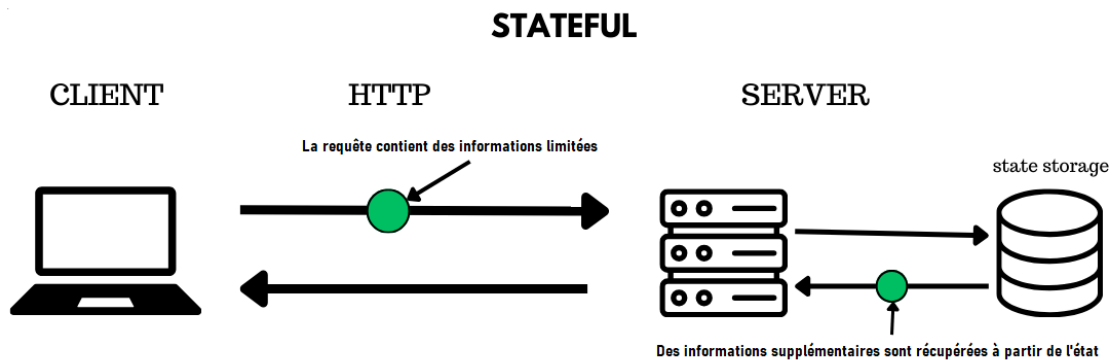 STATEFUL
CLIENT
HTTP
SERVER
La requête contient des informations limitées
state storage
Des informations supplémentaires sont récupérées à partir de l'état